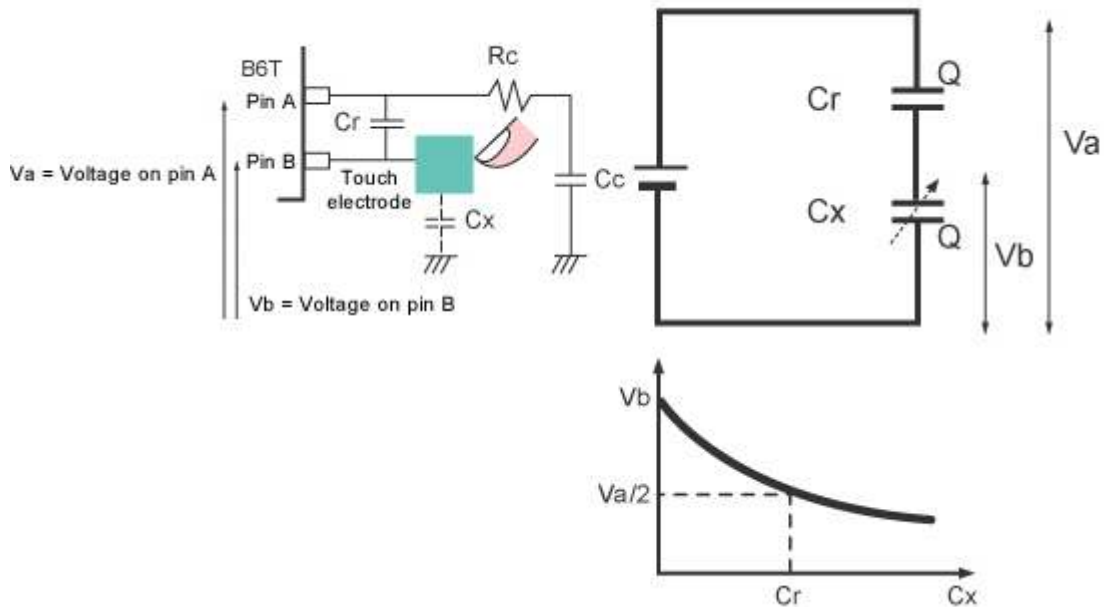 B6T
Pin A
Pin B
Va = Voltage on pin A
Vb = Voltage on pin B
Cr
Rc
Touch
electrode
Cx
Cc
Cr
Q
Cx
Q
Va
Vb
Vb
Va/2
Cr
Cx